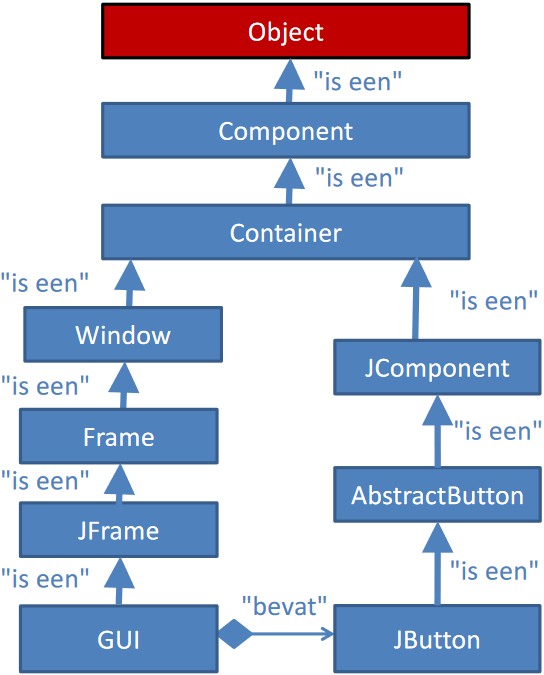 Object
"is een"
Component
"is een"
Container
"is een"
"is een"
Window
JComponent
"is een"
"is een"
Frame
"is een"
AbstractButton
JFrame
"is een"
"is een"
"bevat"
GUI
JButton